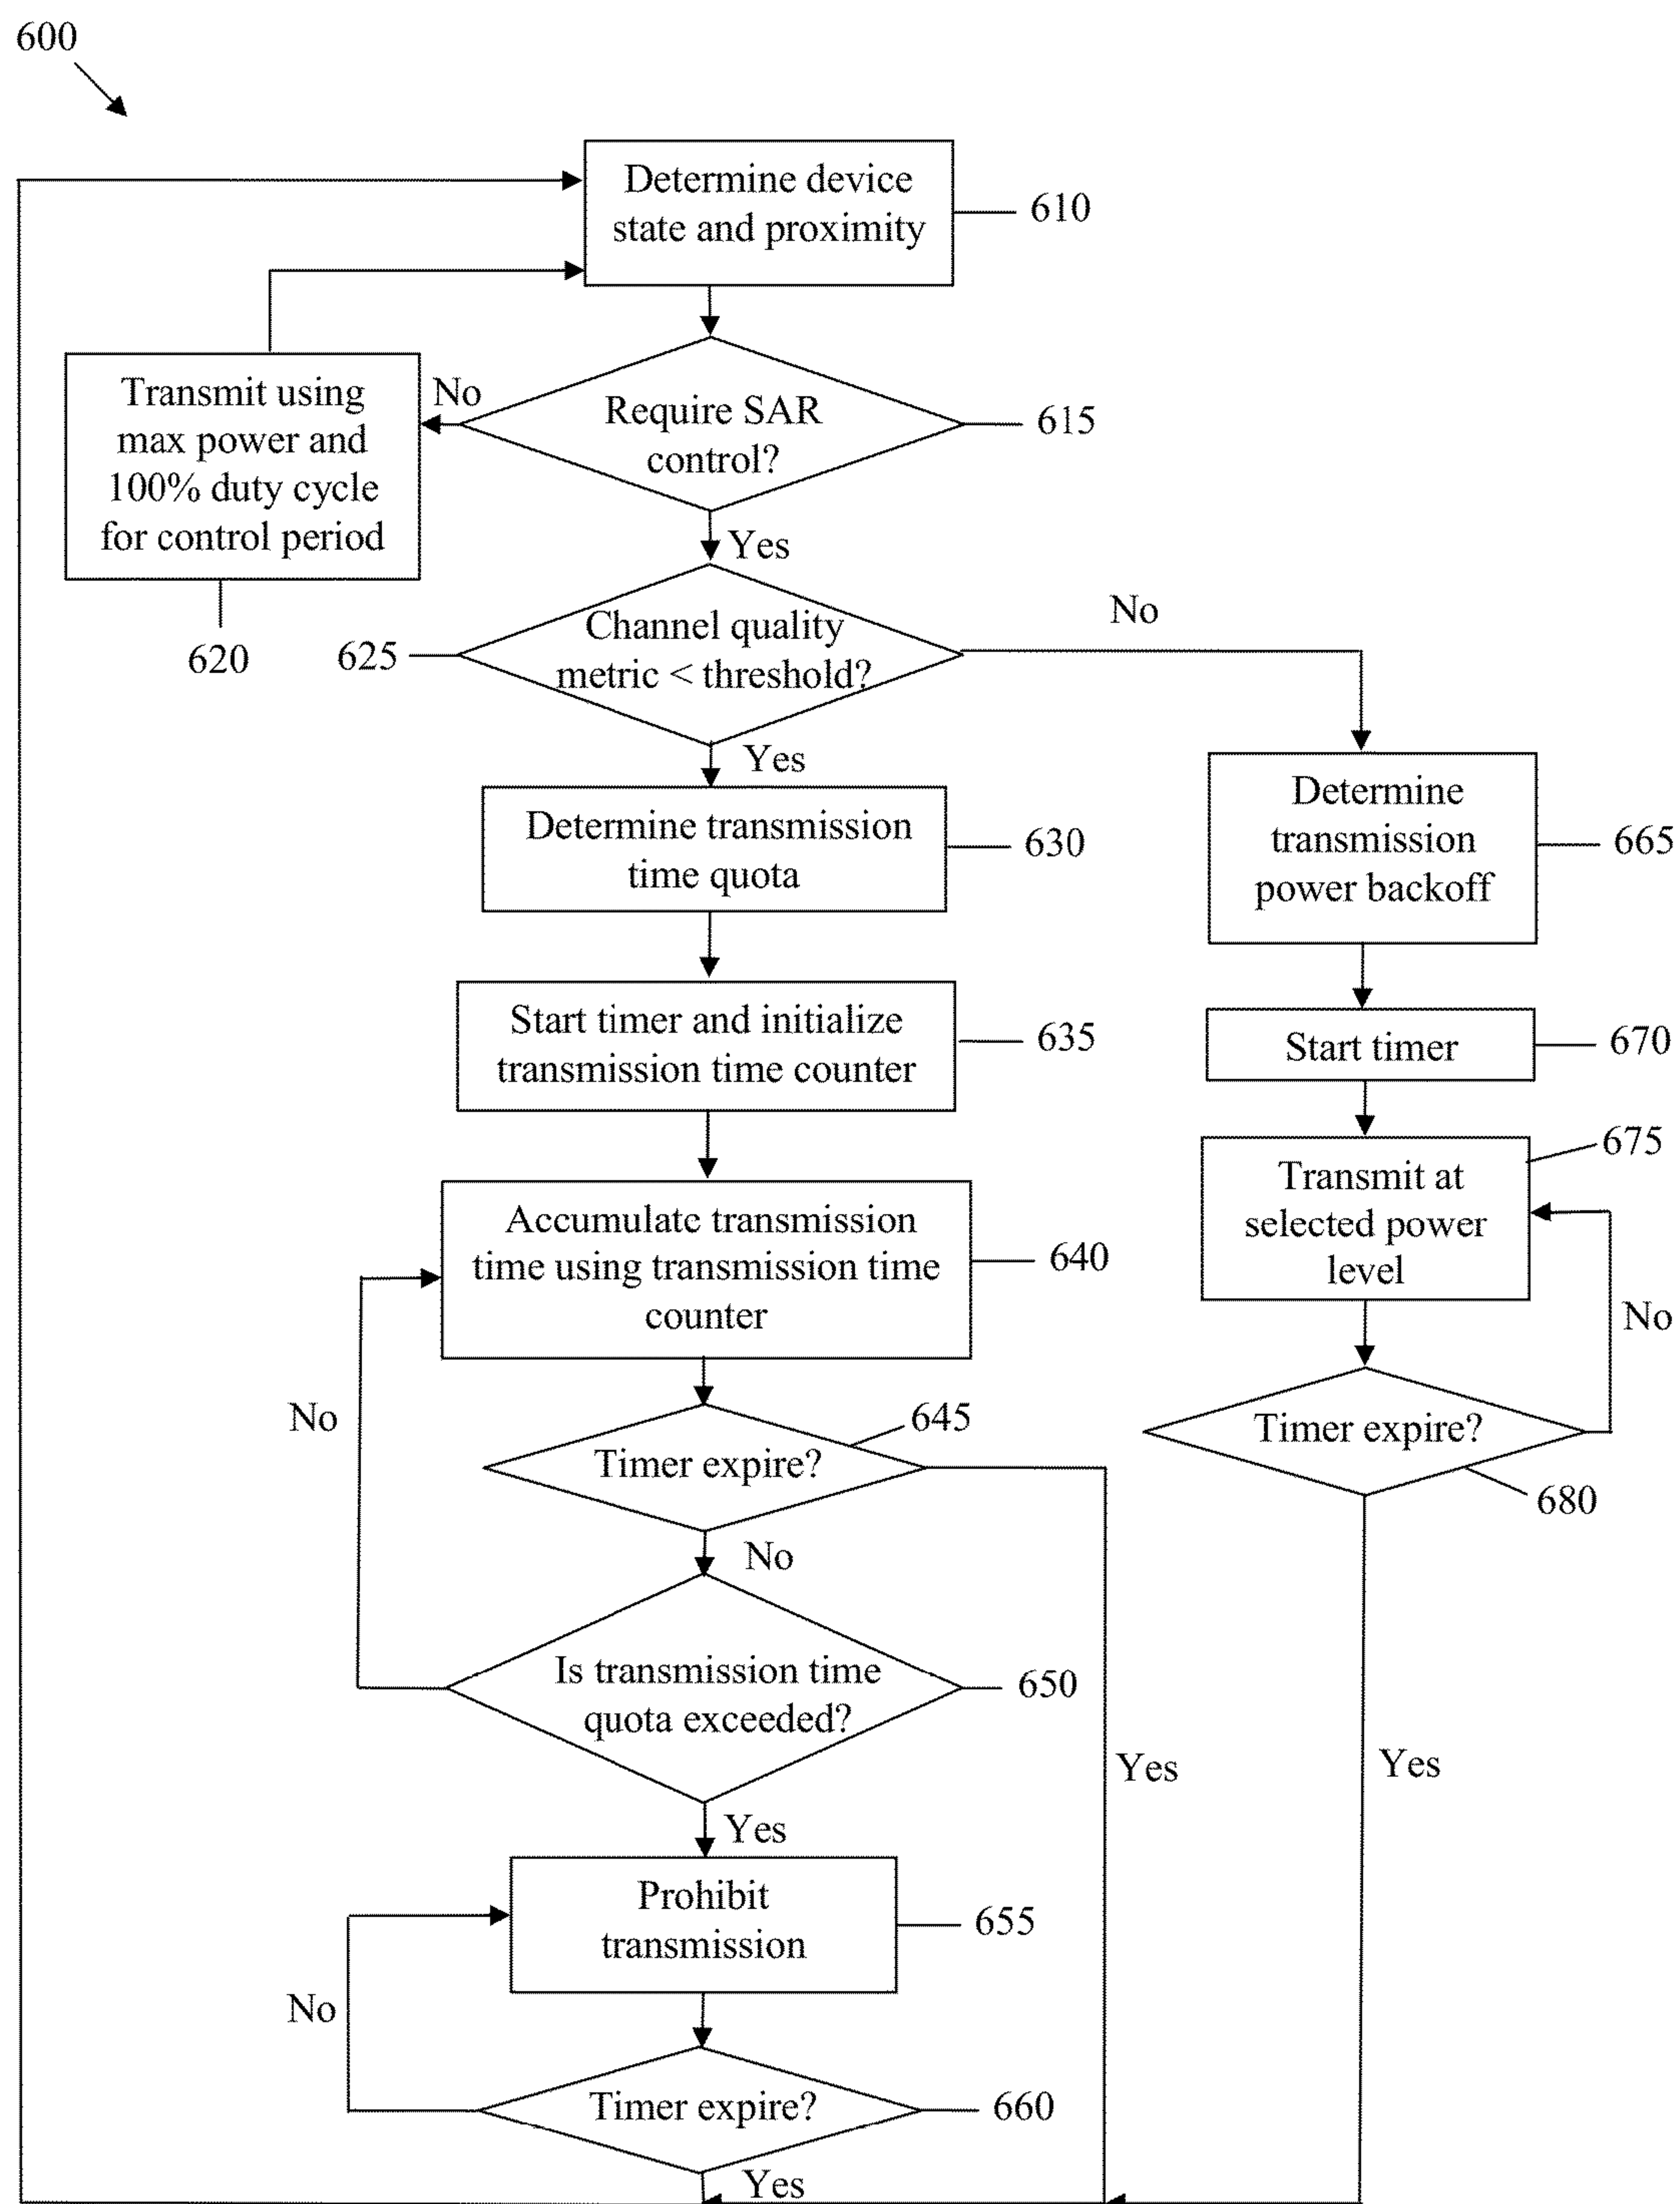 600
Determine device
state and proximity
610
Transmit using
max power and
100% duty cycle
for control period
No
Require SAR
control?
615
Yes
620
625
Channel quality
metric < threshold?
No
Yes
Determine transmission
time quota
630
Determine
transmission
power backoff
665
Start timer and initialize
transmission time counter
635
Start timer
670
Accumulate transmission
time using transmission time
counter
640
Transmit at
selected power
level
675
No
No
Timer expire?
645
Timer expire?
680
No
Is transmission time
quota exceeded?
650
Yes
Yes
Yes
Prohibit
transmission
655
No
Timer expire?
660
Yes